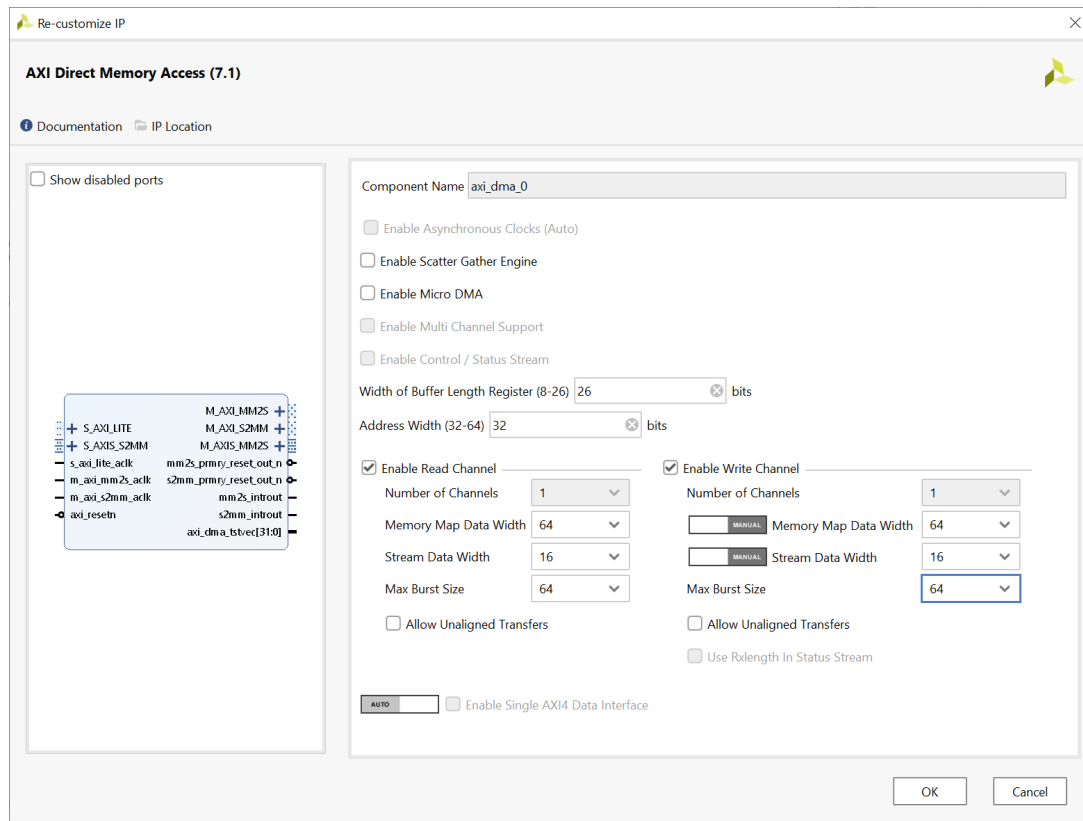 Re-customize IP
AXI Direct Memory Access (7.1)
Documentation IP Location
Show disabled ports
M_AXI_MM2S
S_AXI_LITE M_AXI_S2MM
S_AXIS_S2MM M_AXIS_MM2S
s_axi_lite_aclk mm2s_prmry_reset_out_n
m_axi_mm2s_aclk s2mm_prmry_reset_out_n
m_axi_s2mm_aclk mm2s_introut
axi_resetn s2mm_introut
axi_dma_tstvec[31:0]
Component Name axi_dma_0
Enable Asynchronous Clocks (Auto)
Enable Scatter Gather Engine
Enable Micro DMA
Enable Multi Channel Support
Enable Control / Status Stream
Width of Buffer Length Register (8-26) 26 bits
Address Width (32-64) 32 bits
Enable Read Channel Enable Write Channel
Number of Channels 1 Number of Channels 1
Memory Map Data Width 64 MANUAL Memory Map Data Width 64
Stream Data Width 16 MANUAL Stream Data Width 16
Max Burst Size 64 Max Burst Size 64
Allow Unaligned Transfers Allow Unaligned Transfers
Use Rxlength In Status Stream
AUTO Enable Single AXI4 Data Interface
OK Cancel